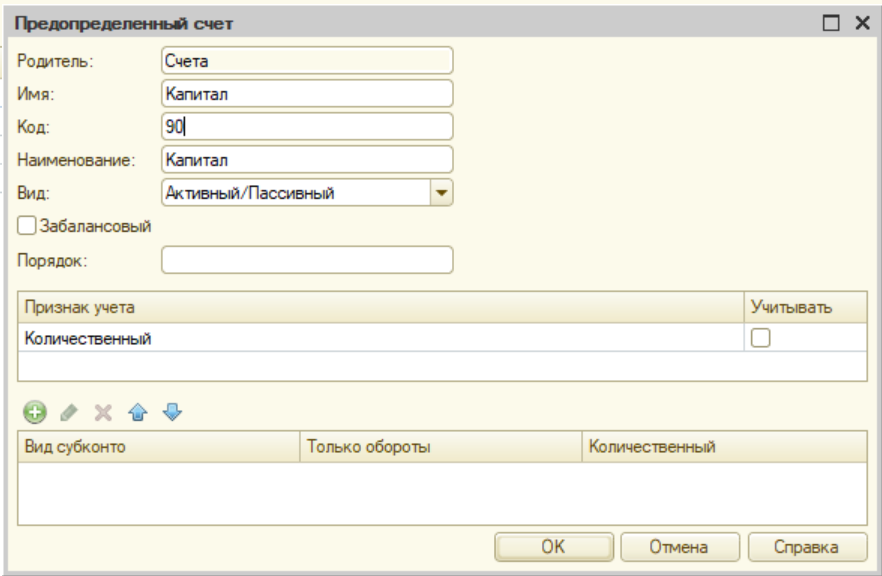 Предопределенный счет
Родитель: Счета
Имя: Капитал
Код: 90
Наименование: Капитал
Вид: Активный/Пассивный
Забалансовый
Порядок:
Признак учета Учитывать
Количественный
Вид субконто Только обороты Количественный
OK Отмена Справка